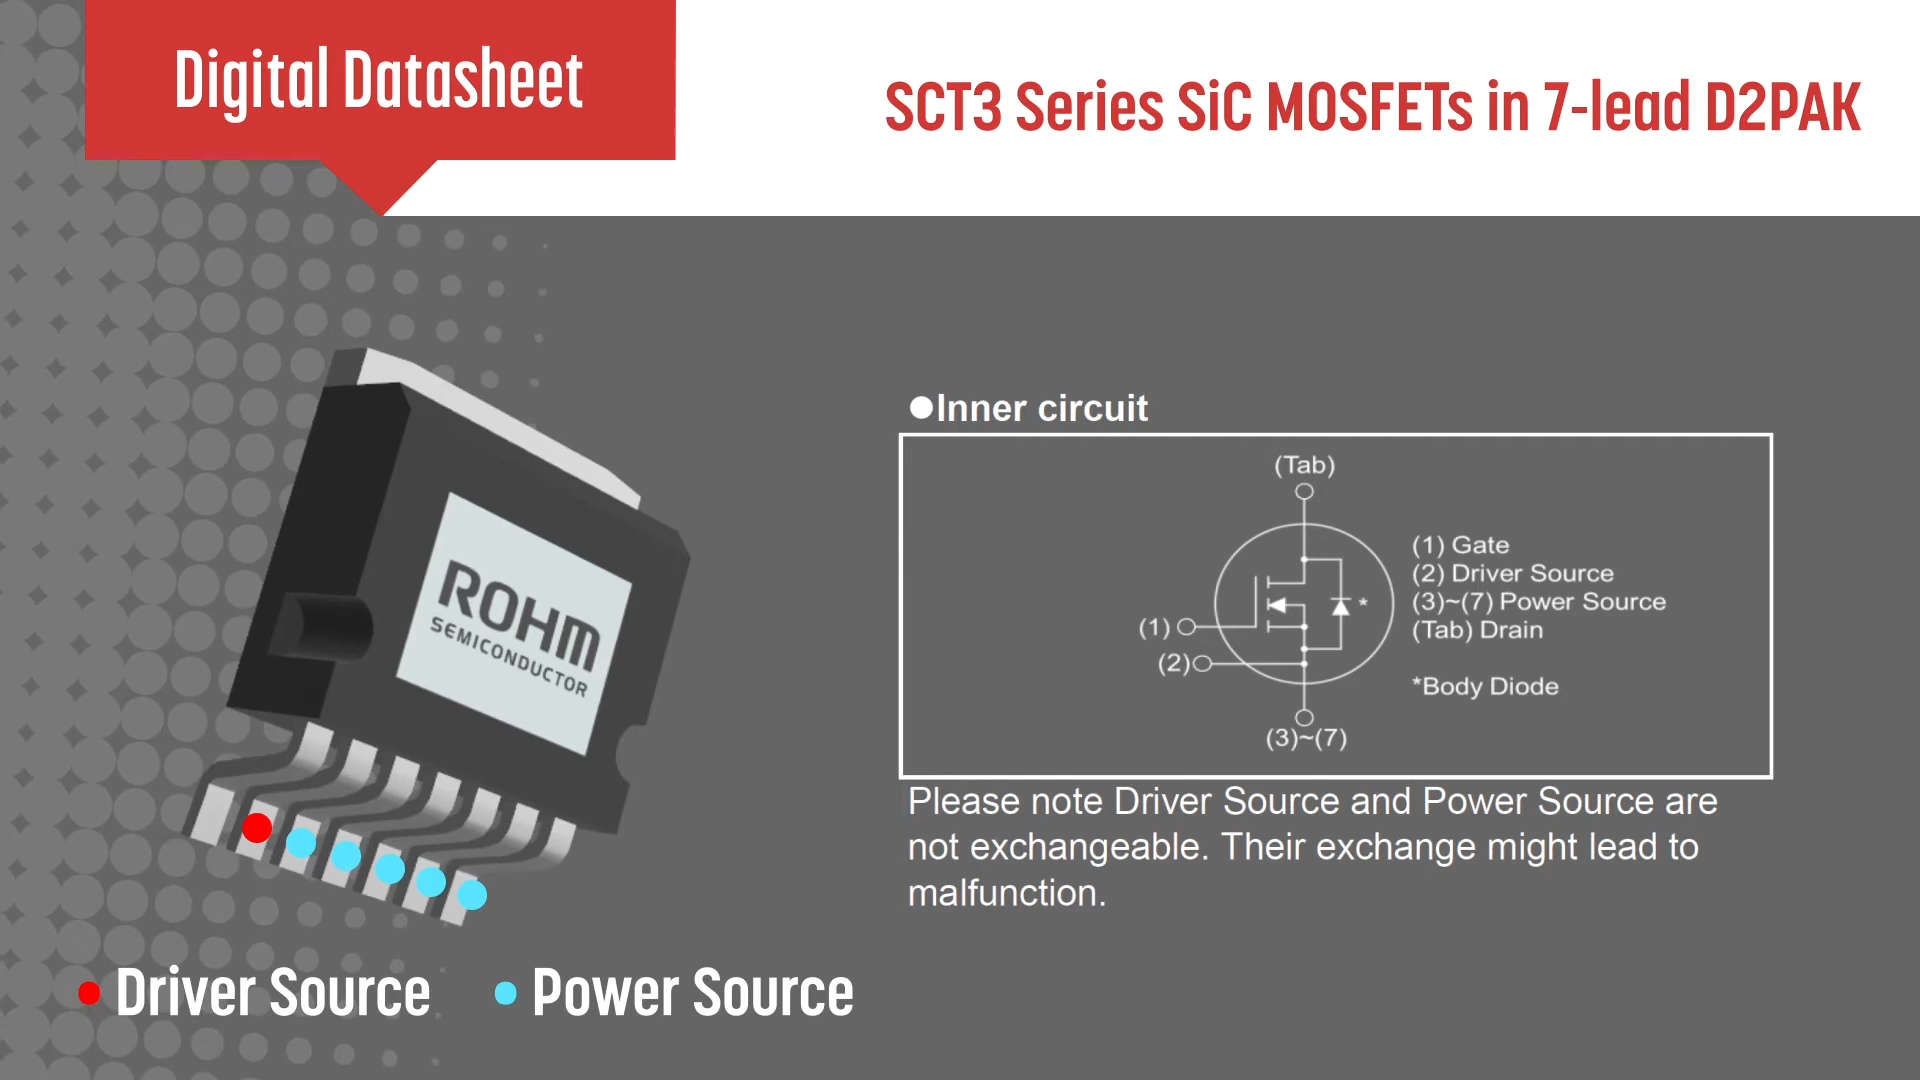 Digital Datasheet
SCT3 Series SiC MOSFETs in 7-lead D2PAK
ROHM
SEMICONDUCTOR
●Inner circuit
(Tab)
(1)
(2)
(3)~(7)
*
(1) Gate
(2) Driver Source
(3)~(7) Power Source
(Tab) Drain
*Body Diode
Please note Driver Source and Power Source are
not exchangeable. Their exchange might lead to
malfunction.
Driver Source
Power Source